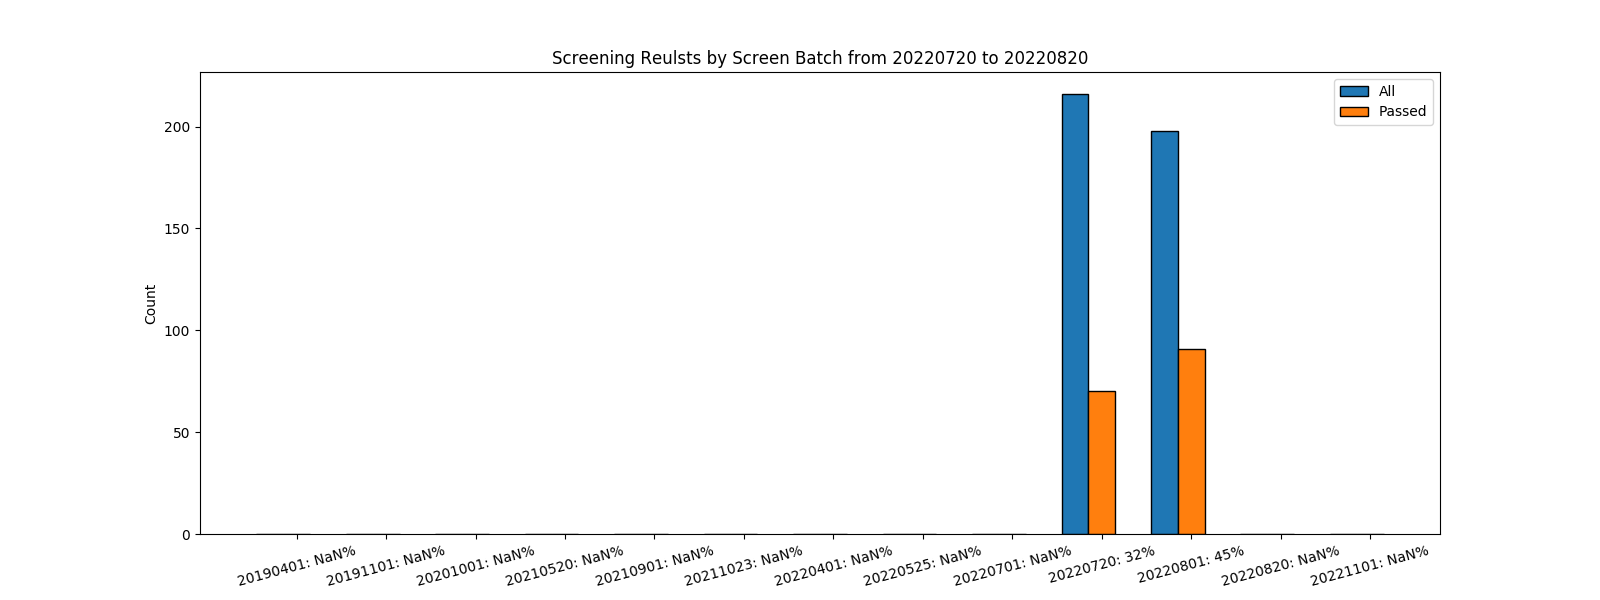 Screening Reulsts by Screen Batch from 20220720 to 20220820
All
Passed
Count
200
150
100
50
0
20190401: NaN%
20191101: NaN%
20201001: NaN%
20210520: NaN%
20210901: NaN%
20211023: NaN%
20220401: NaN%
20220525: NaN%
20220701: NaN%
20220720: 32%
20220801: 45%
20220820: NaN%
20221101: NaN%